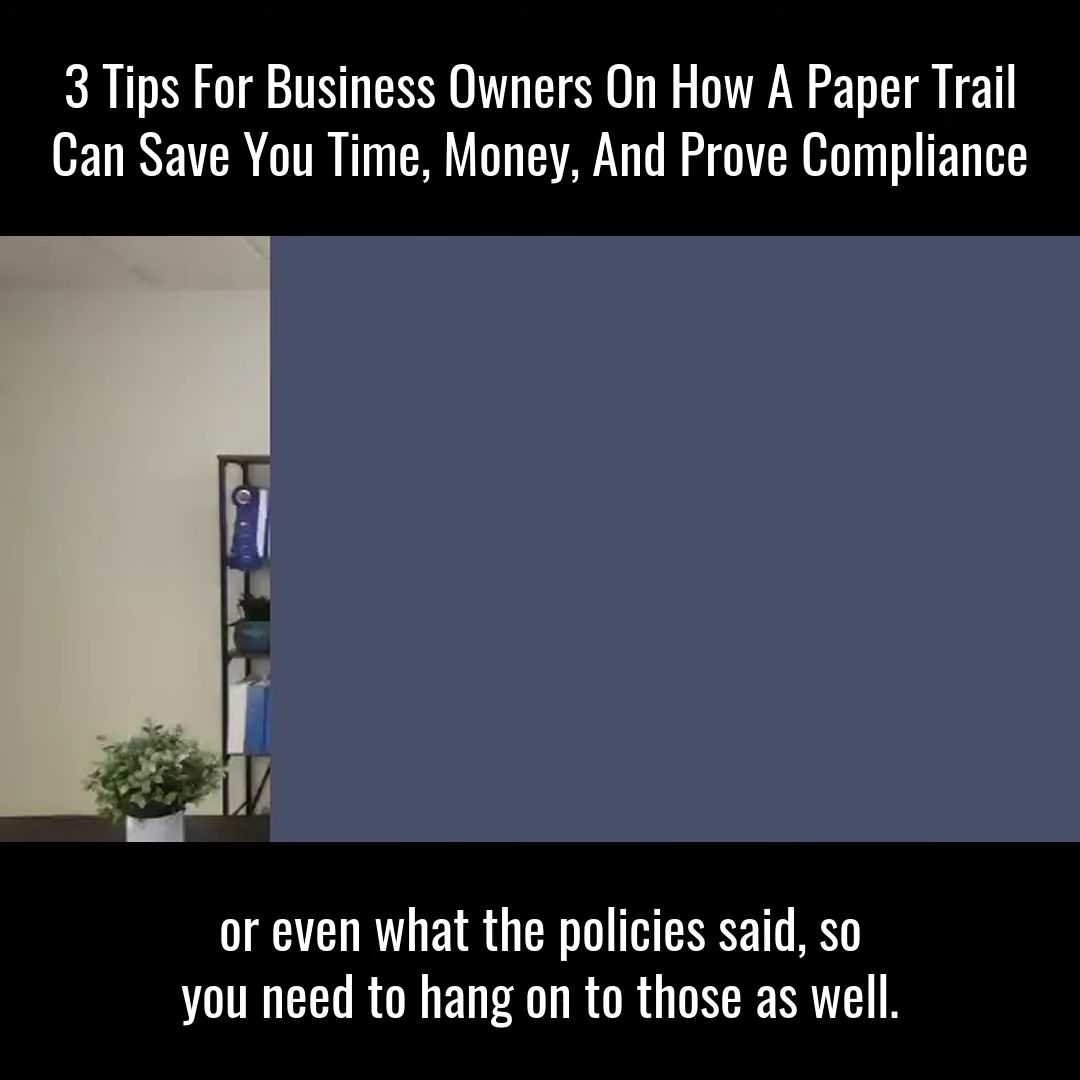 3 Tips For Business Owners On How A Paper Trail
Can Save You Time, Money, And Prove Compliance
or even what the policies said, so
you need to hang on to those as well.